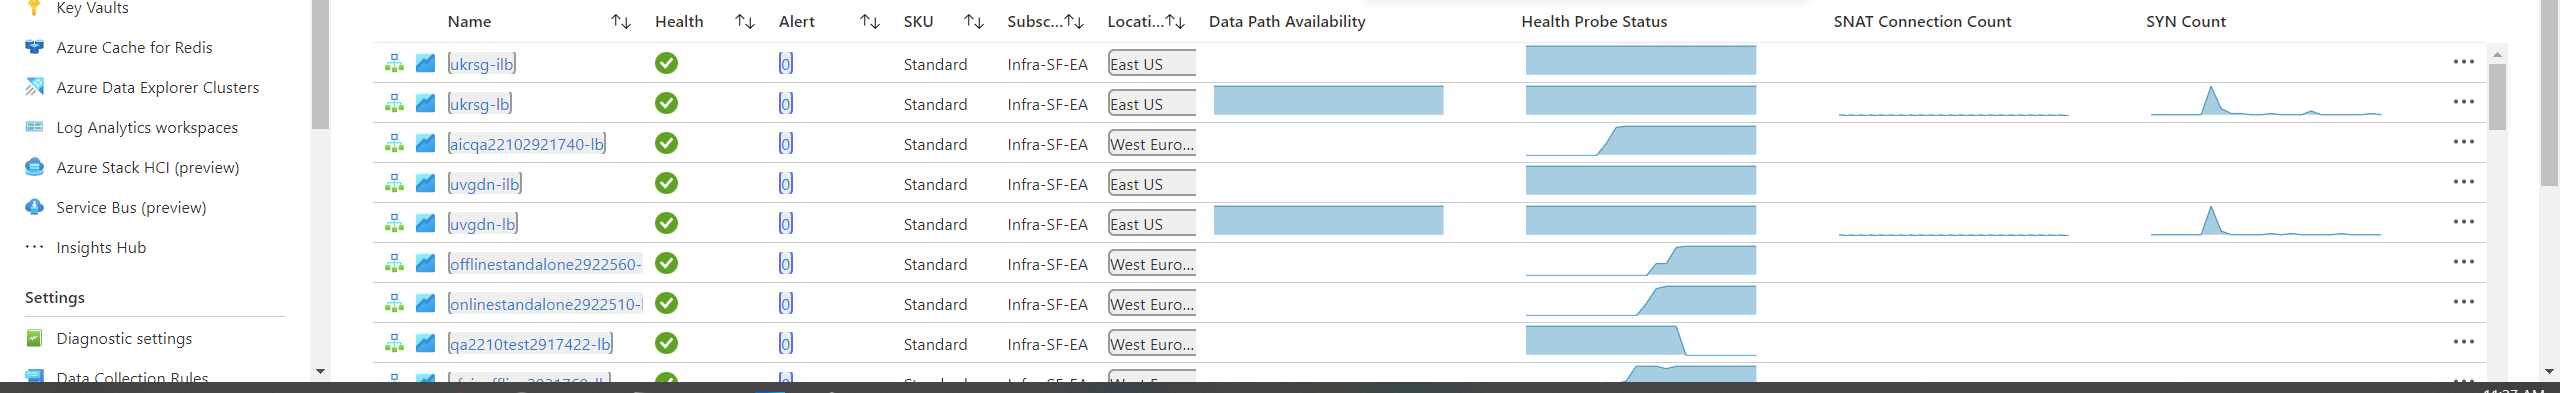 Key Vaults
Azure Cache for Redis
Azure Data Explorer Clusters
Log Analytics workspaces
Azure Stack HCI (preview)
Service Bus (preview)
Insights Hub
Settings
Diagnostic settings
Data Collection Rules
Name Health Alert SKU Subsc... Locati... Data Path Availability Health Probe Status SNAT Connection Count SYN Count
ukrsg-ilb 0 Standard Infra-SF-EA East US
ukrsg-lb 0 Standard Infra-SF-EA East US
aicqa22102921740-lb 0 Standard Infra-SF-EA West Euro...
uvgdn-ilb 0 Standard Infra-SF-EA East US
uvgdn-lb 0 Standard Infra-SF-EA East US
offlinestandalone2922560- 0 Standard Infra-SF-EA West Euro...
onlinestandalone2922510-l 0 Standard Infra-SF-EA West Euro...
qa2210test2917422-lb 0 Standard Infra-SF-EA West Euro...